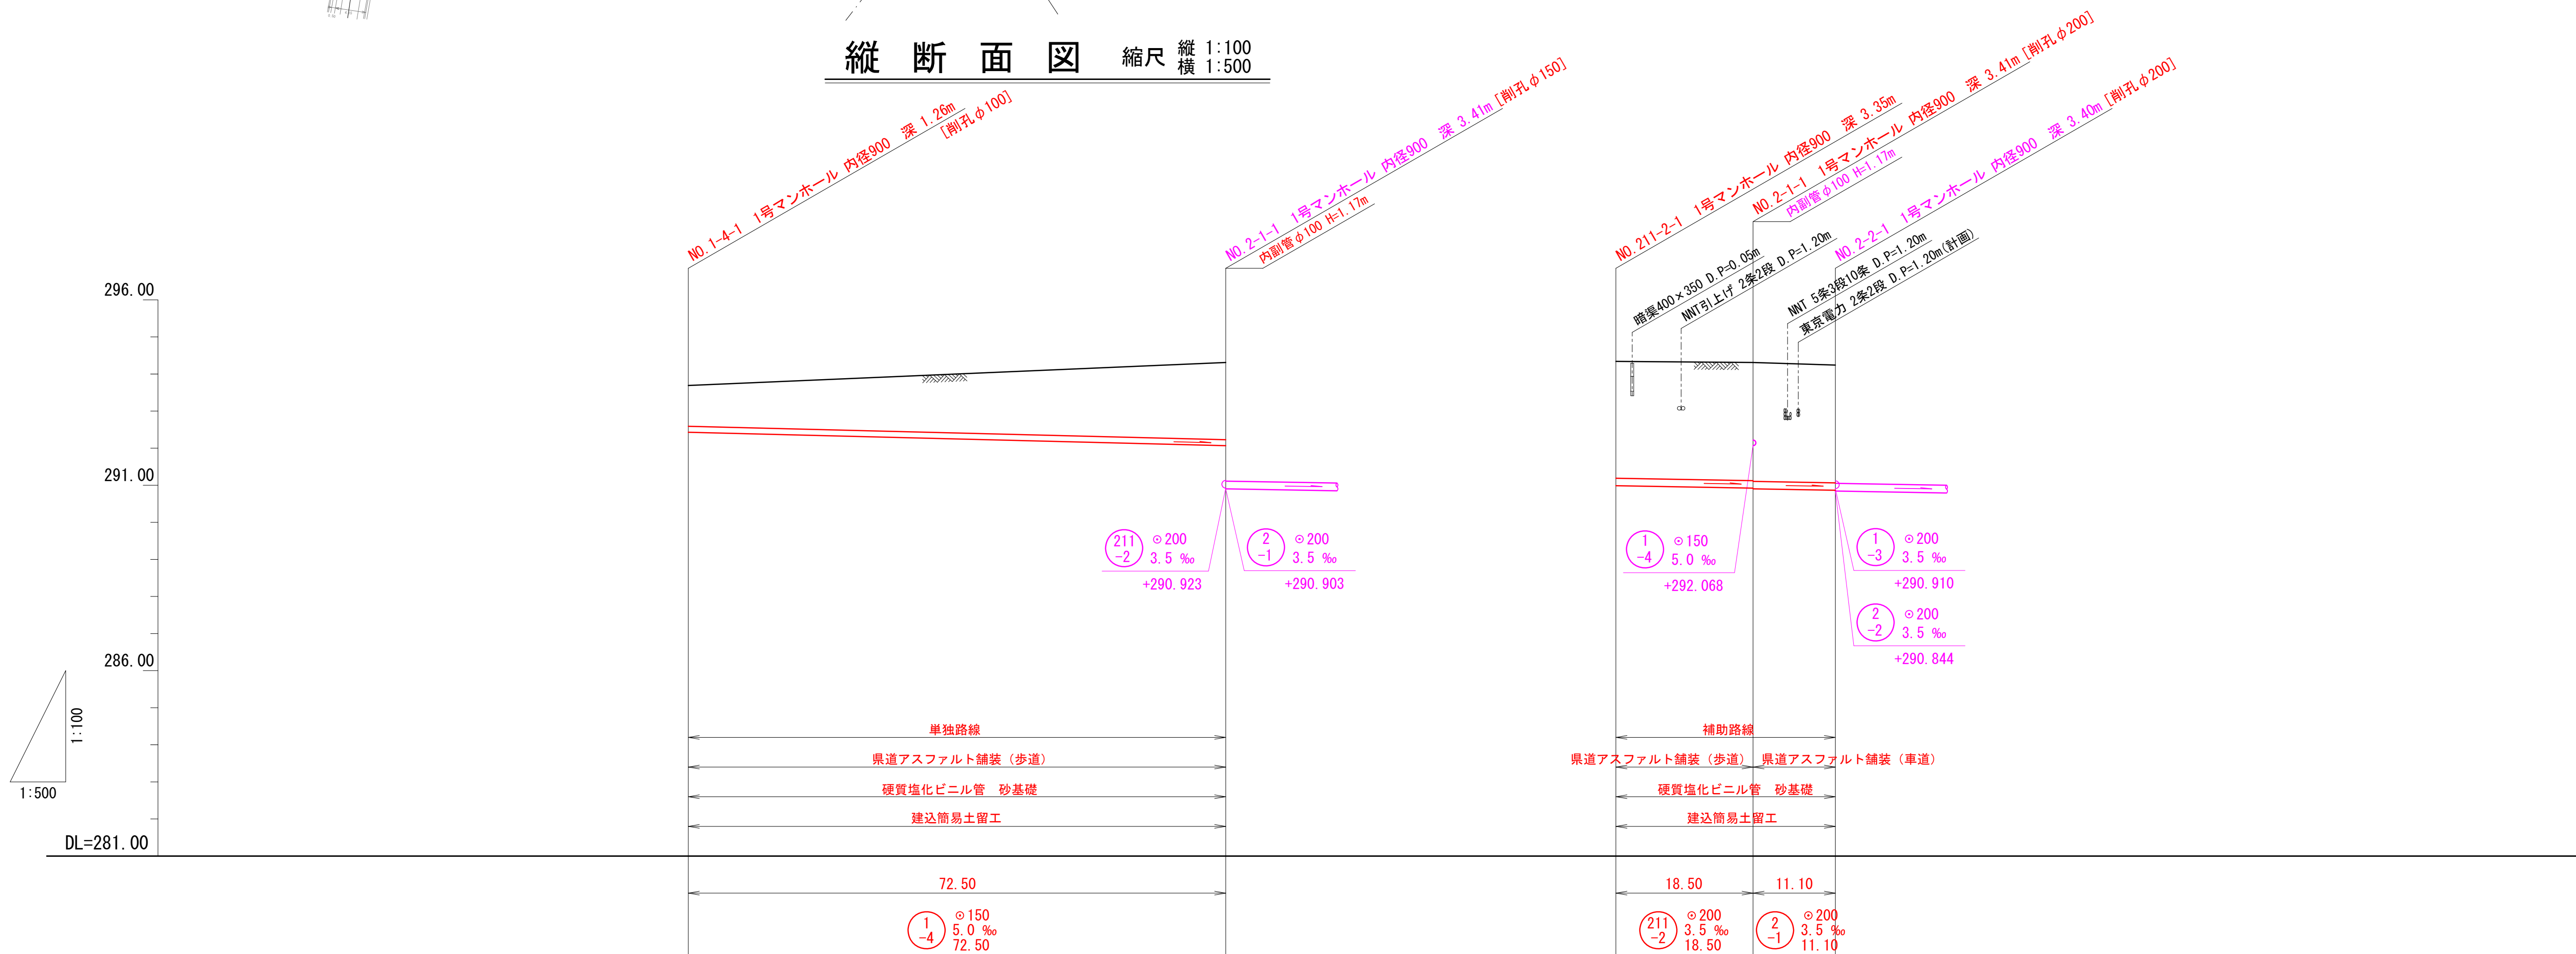 縦断面図 縮尺 縦 1:100
横 1:500
NO.1-4-1 1号マンホール 内径900 深 1.26m
[削孔φ100]
NO.2-1-1 1号マンホール 内径900 深 3.41m [削孔φ150]
内副管φ100 H=1.17m
NO.211-2-1 1号マンホール 内径900 深 3.35m
NO.2-1-1 1号マンホール 内径900 深 3.41m [削孔φ200]
内副管φ100 H=1.17m
NO.2-2-1 1号マンホール 内径900 深 3.40m [削孔φ200]
暗渠400×350 D.P=0.05m
NNT引上げ 2条2段 D.P=1.20m
NNT 5条3段10条 D.P=1.20m
東京電力 2条2段 D.P=1.20m(計画)
296.00
291.00
286.00
DL=281.00
1:100
1:500
211
-2
⊙200
3.5 ‰
+290.923
2
-1
⊙200
3.5 ‰
+290.903
1
-4
⊙150
5.0 ‰
+292.068
1
-3
⊙200
3.5 ‰
+290.910
2
-2
⊙200
3.5 ‰
+290.844
単独路線
県道アスファルト舗装（歩道）
硬質塩化ビニル管 砂基礎
建込簡易土留工
補助路線
県道アスファルト舗装（歩道）
県道アスファルト舗装（車道）
硬質塩化ビニル管 砂基礎
建込簡易土留工
72.50
1
-4
⊙150
5.0 ‰
72.50
18.50
11.10
211
-2
⊙200
3.5 ‰
18.50
2
-1
⊙200
3.5 ‰
11.10